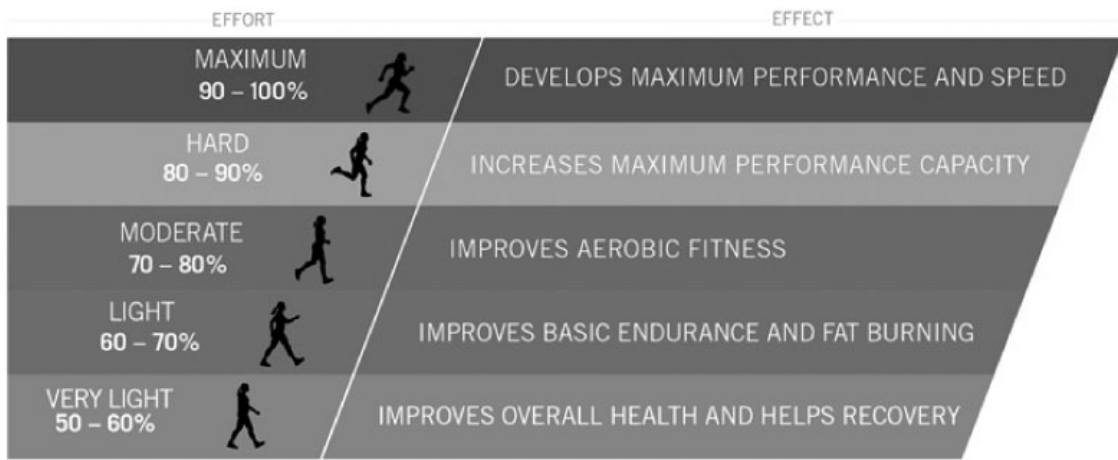 EFFORT EFFECT
MAXIMUM
90 – 100%
DEVELOPS MAXIMUM PERFORMANCE AND SPEED
HARD
80 – 90%
INCREASES MAXIMUM PERFORMANCE CAPACITY
MODERATE
70 – 80%
IMPROVES AEROBIC FITNESS
LIGHT
60 – 70%
IMPROVES BASIC ENDURANCE AND FAT BURNING
VERY LIGHT
50 – 60%
IMPROVES OVERALL HEALTH AND HELPS RECOVERY